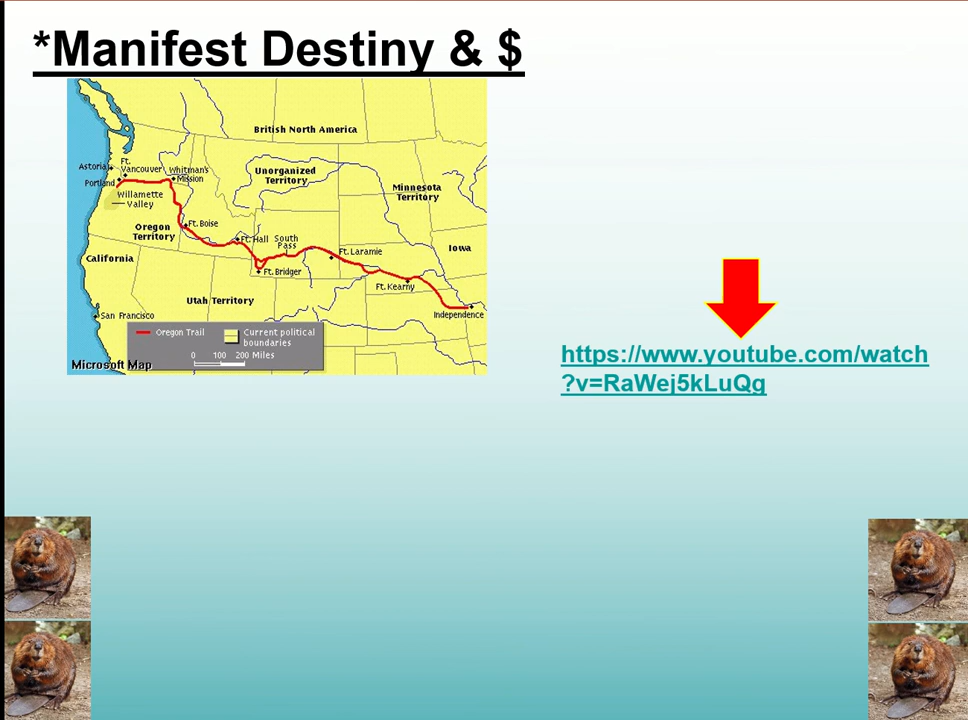 *Manifest Destiny & $
British North America
Astoria
Ft.
Vancouver
Whitman's
Mission
Portland
Unorganized
Territory
Minnesota
Territory
Willamette
Valley
Oregon
Territory
Ft. Boise
Ft. Hall
South
Pass
Ft. Laramie
Iowa
California
Ft. Bridger
Ft. Kearny
Utah Territory
San Francisco
Independence
Oregon Trail
Current political
boundaries
0 100 200 Miles
Microsoft Map
https://www.youtube.com/watch
?v=RaWej5kLuQg